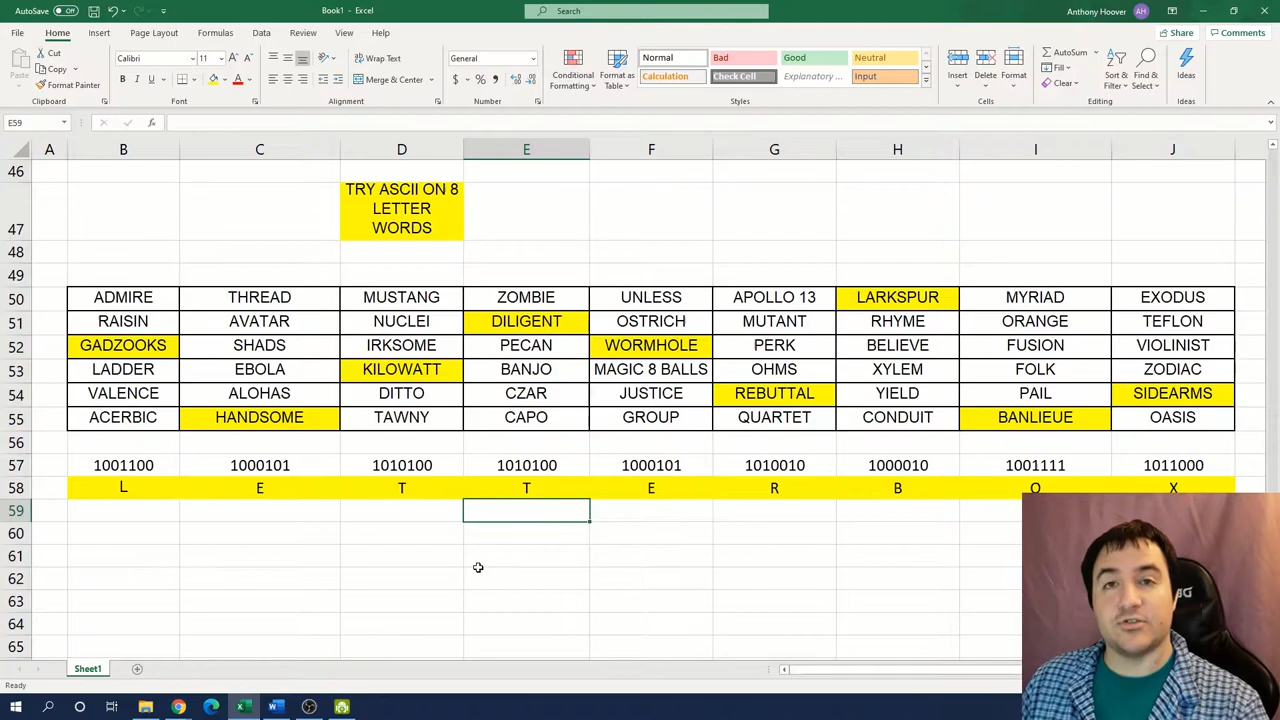 AutoSave Off
Book1 - Excel
Search
Anthony Hoover AH
File Home Insert Page Layout Formulas Data Review View Help
Share Comments
Paste
Cut
Copy
Format Painter
Clipboard
Calibri 11
B I U
Font
Merge & Center
Alignment
General
$ % ,
Number
Conditional Formatting
Format as Table
Normal Bad Good Neutral
Calculation Check Cell Explanatory ... Input
Styles
Insert Delete Format
Cells
AutoSum
Fill
Clear
Sort & Filter
Find & Select
Editing
Ideas
Ideas
E59
A B C D E F G H I J
46
47 TRY ASCII ON 8
LETTER
WORDS
48
49
50 ADMIRE THREAD MUSTANG ZOMBIE UNLESS APOLLO 13 LARKSPUR MYRIAD EXODUS
51 RAISIN AVATAR NUCLEI DILIGENT OSTRICH MUTANT RHYME ORANGE TEFLON
52 GADZOOKS SHADS IRKSOME PECAN WORMHOLE PERK BELIEVE FUSION VIOLINIST
53 LADDER EBOLA KILOWATT BANJO MAGIC 8 BALLS OHMS XYLEM FOLK ZODIAC
54 VALENCE ALOHAS DITTO CZAR JUSTICE REBUTTAL YIELD PAIL SIDEARMS
55 ACERBIC HANDSOME TAWNY CAPO GROUP QUARTET CONDUIT BANLIEUE OASIS
56
57 1001100 1000101 1010100 1010100 1000101 1010010 1000010 1001111 1011000
58 L E T T E R B O X
59
60
61
62
63
64
65
Sheet1
Ready